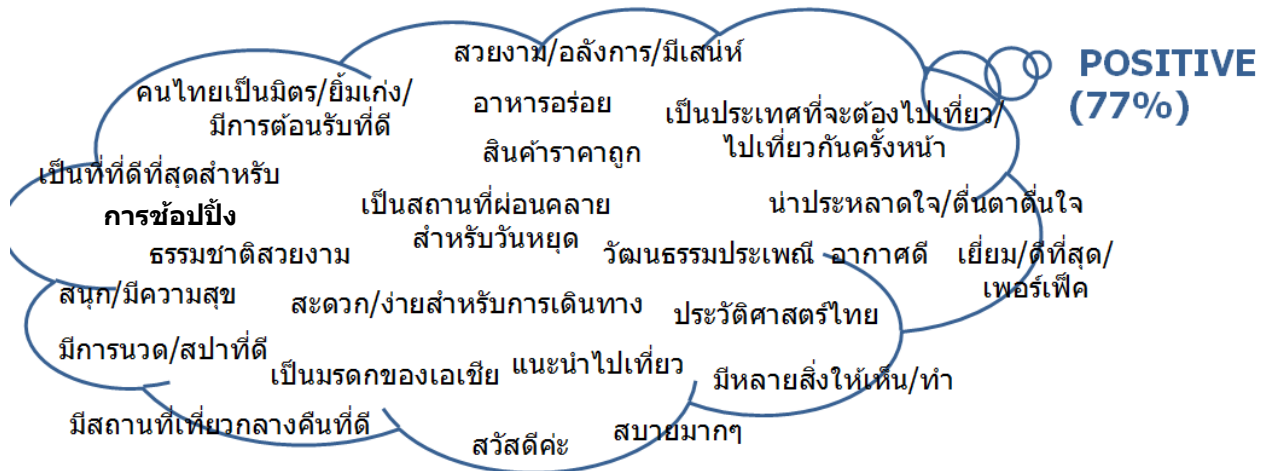 สวยงาม/อลังการ/มีเสน่ห์
POSITIVE
(77%)
คนไทยเป็นมิตร/ยิ้มเก่ง/
มีการต้อนรับที่ดี
อาหารอร่อย
เป็นประเทศที่จะต้องไปเที่ยว/
ไปเที่ยวกันครั้งหน้า
สินค้าราคาถูก
เป็นที่ที่ดีที่สุดสำหรับ
การช้อปปิ้ง
เป็นสถานที่ผ่อนคลาย
สำหรับวันหยุด
น่าประหลาดใจ/ตื่นตาตื่นใจ
ธรรมชาติสวยงาม
วัฒนธรรมประเพณี
อากาศดี
เยี่ยม/ดีที่สุด/
เพอร์เฟ็ค
สนุก/มีความสุข
สะดวก/ง่ายสำหรับการเดินทาง
ประวัติศาสตร์ไทย
มีการนวด/สปาที่ดี
เป็นมรดกของเอเชีย
แนะนำไปเที่ยว
มีหลายสิ่งให้เห็น/ทำ
มีสถานที่เที่ยวกลางคืนที่ดี
สวัสดีค่ะ
สบายมากๆ